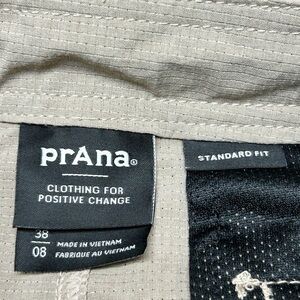 prAna®
CLOTHING FOR
POSITIVE CHANGE
STANDARD FIT
38
08
MADE IN VIETNAM
FABRIQUÉ AU VIETNAM